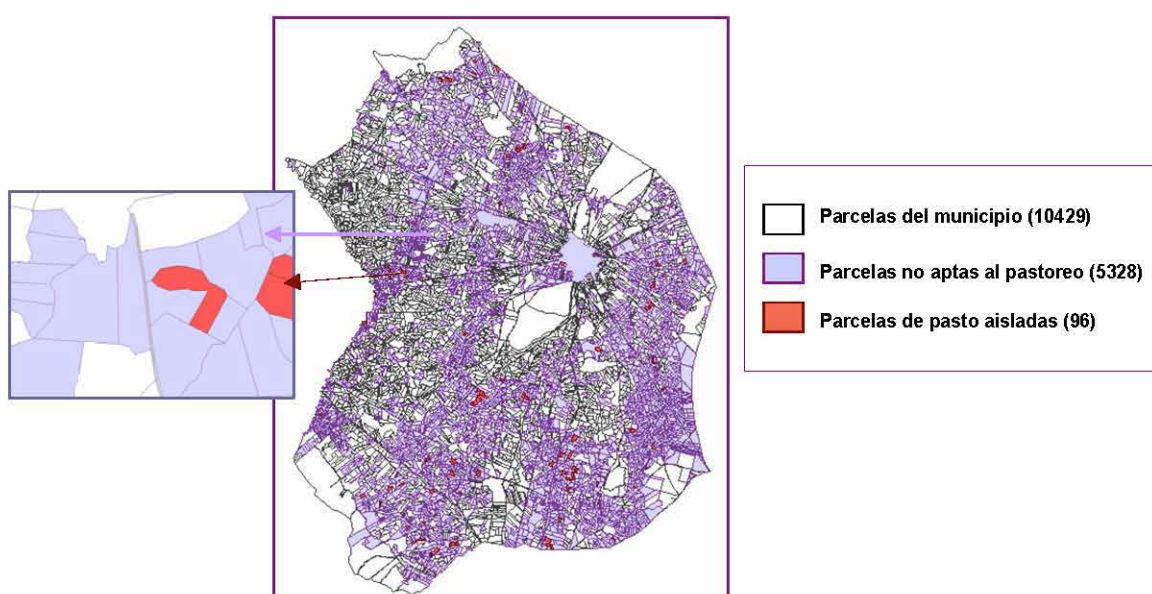 Parcelas del municipio (10429)
Parcelas no aptas al pastoreo (5328)
Parcelas de pasto aisladas (96)